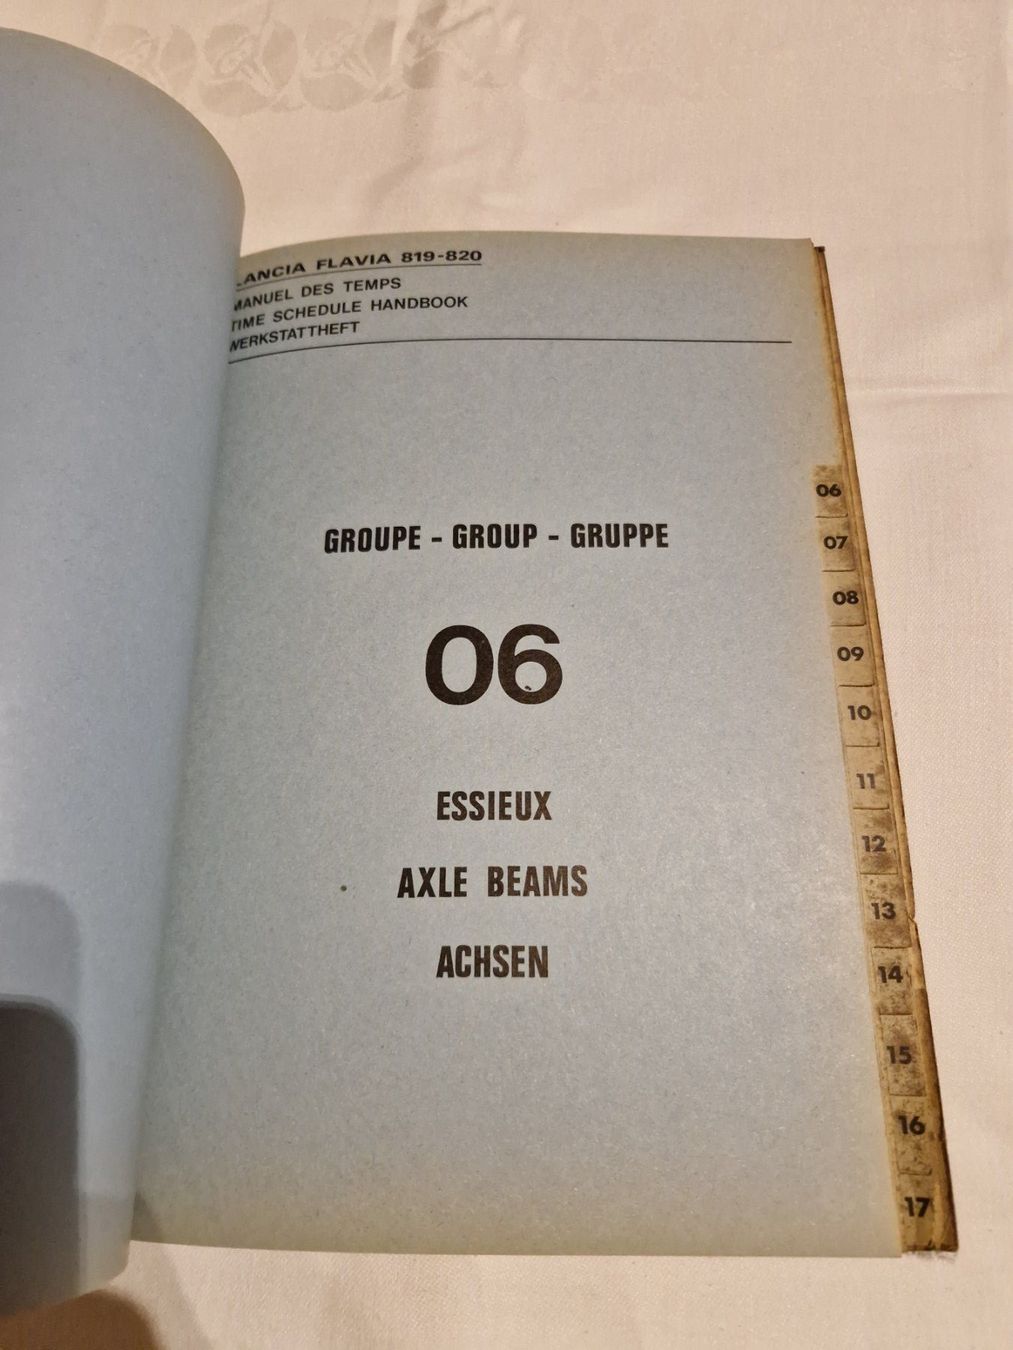 LANCIA FLAVIA 819-820
MANUEL DES TEMPS
TIME SCHEDULE HANDBOOK
WERKSTATTHEFT
GROUPE - GROUP - GRUPPE
06
ESSIEUX
AXLE BEAMS
ACHSEN
06
07
08
09
10
11
12
13
14
15
16
17